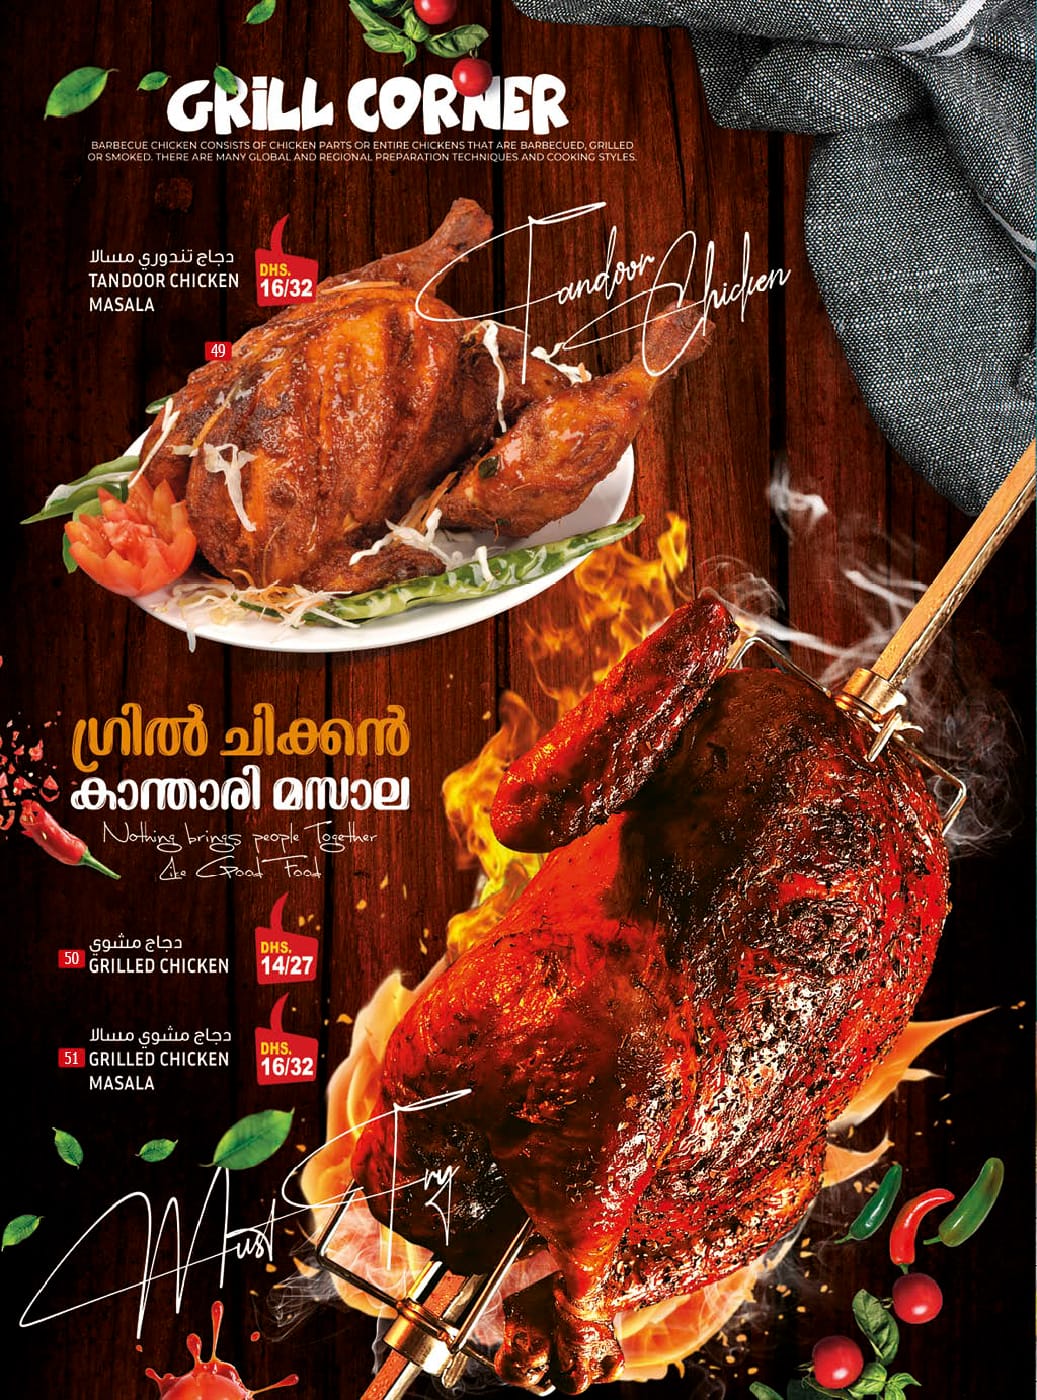 GRiLL CORNER
BARBECUE CHICKEN CONSISTS OF CHICKEN PARTS OR ENTIRE CHICKENS THAT ARE BARBECUED, GRILLED
OR SMOKED. THERE ARE MANY GLOBAL AND REGIONAL PREPARATION TECHNIQUES AND COOKING STYLES.
Tandoor Chicken
دجاج تندوري مسالا
TANDOOR CHICKEN
MASALA
DHS.
16/32
49
ഗ്രിൽ ചിക്കൻ
കാന്താരി മസാല
Nothing brings people Together
Like Good Food
دجاج مشوي
50 GRILLED CHICKEN
DHS.
14/27
دجاج مشوي مسالا
51 GRILLED CHICKEN
MASALA
DHS.
16/32
Must Try